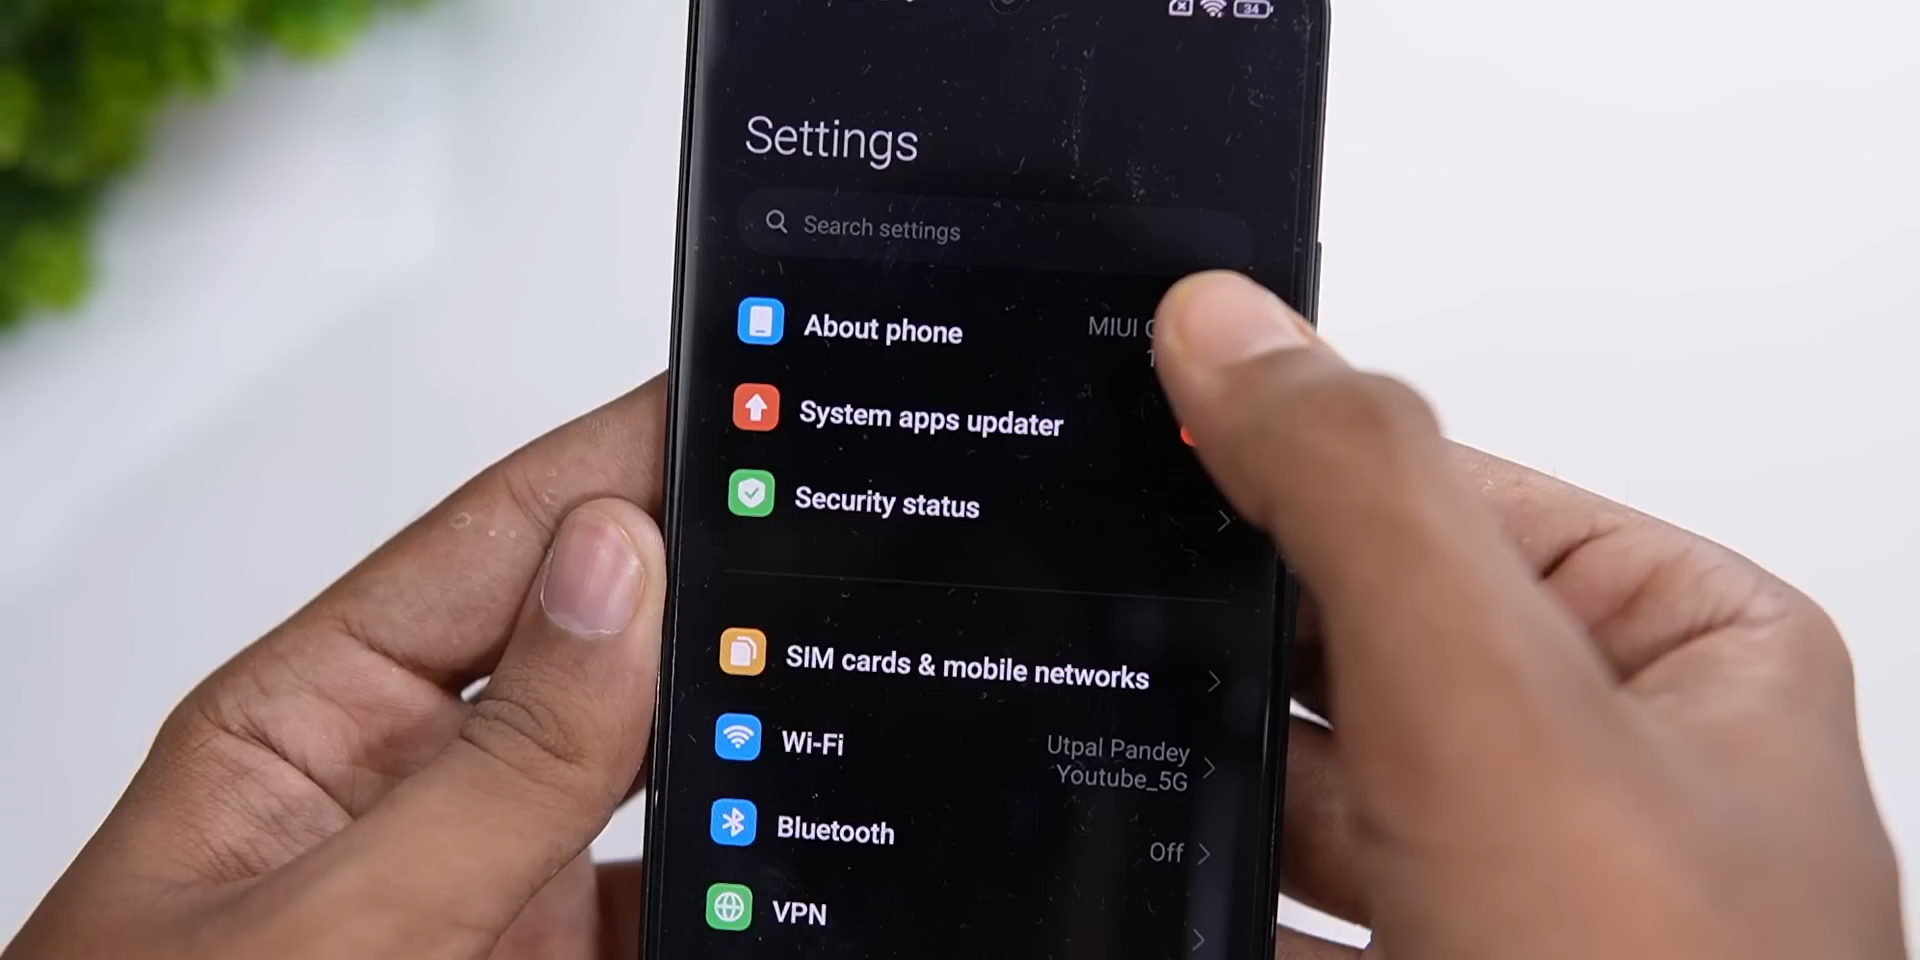 34
Settings
Search settings
About phone
MIUI
System apps updater
Security status
SIM cards & mobile networks
Wi-Fi
Utpal Pandey
Youtube_5G
Bluetooth
Off
VPN